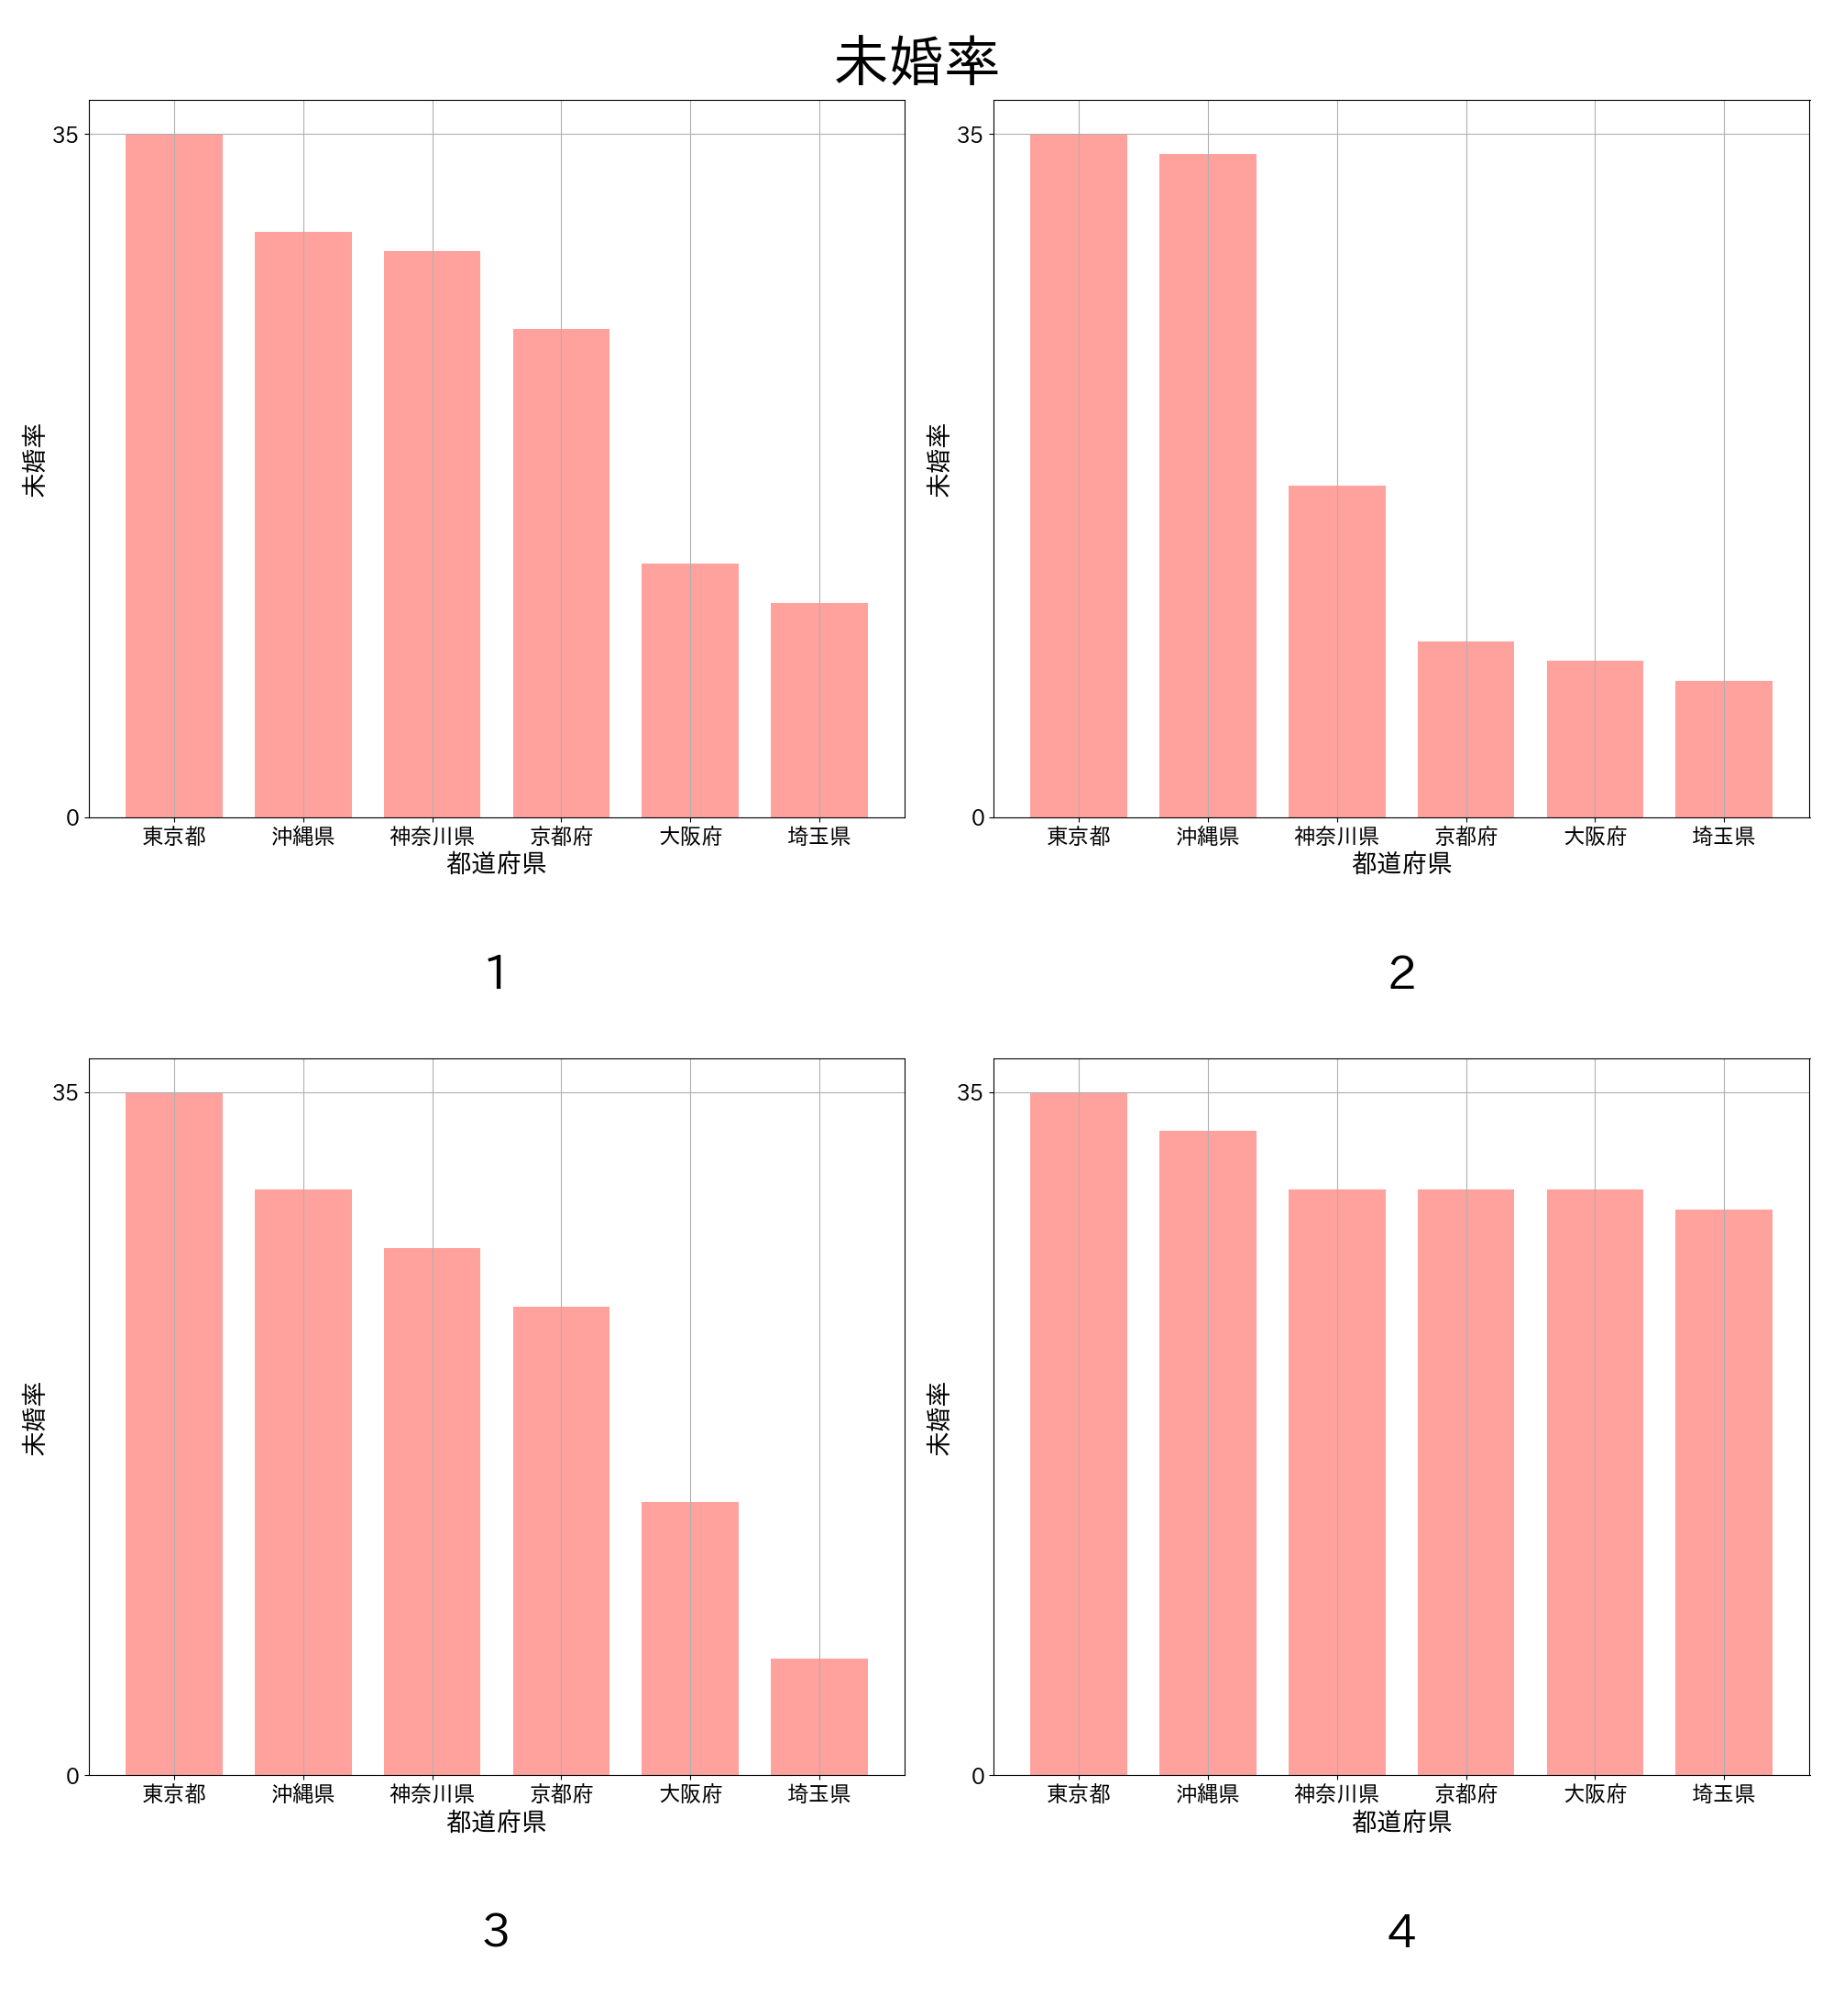 未婚率
35
0
未婚率
東京都 沖縄県 神奈川県 京都府 大阪府 埼玉県
都道府県
1
35
0
未婚率
東京都 沖縄県 神奈川県 京都府 大阪府 埼玉県
都道府県
2
35
0
未婚率
東京都 沖縄県 神奈川県 京都府 大阪府 埼玉県
都道府県
3
35
0
未婚率
東京都 沖縄県 神奈川県 京都府 大阪府 埼玉県
都道府県
4